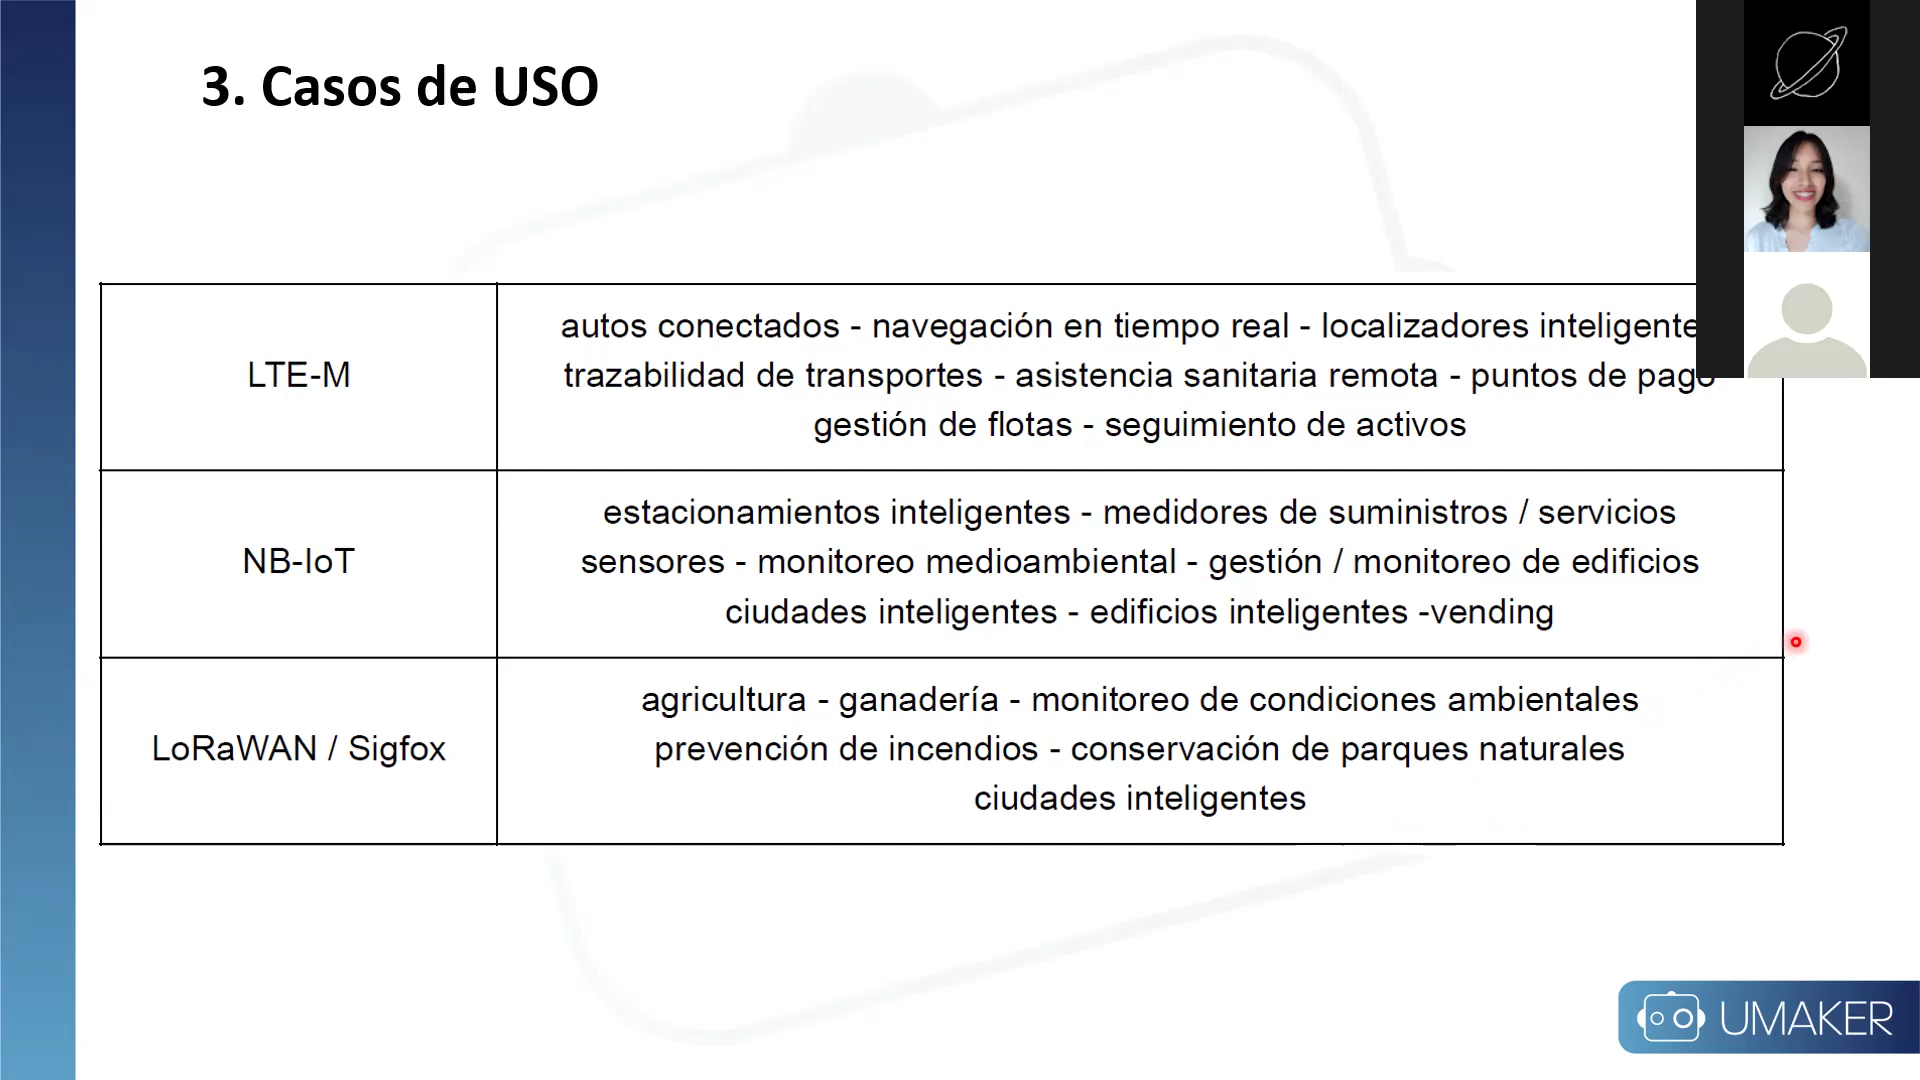 3. Casos de USO
LTE-M
autos conectados - navegación en tiempo real - localizadores inteligente
trazabilidad de transportes - asistencia sanitaria remota - puntos de pago
gestión de flotas - seguimiento de activos
NB-IoT
estacionamientos inteligentes - medidores de suministros / servicios
sensores - monitoreo medioambiental - gestión / monitoreo de edificios
ciudades inteligentes - edificios inteligentes -vending
LoRaWAN / Sigfox
agricultura - ganadería - monitoreo de condiciones ambientales
prevención de incendios - conservación de parques naturales
ciudades inteligentes
UMAKER